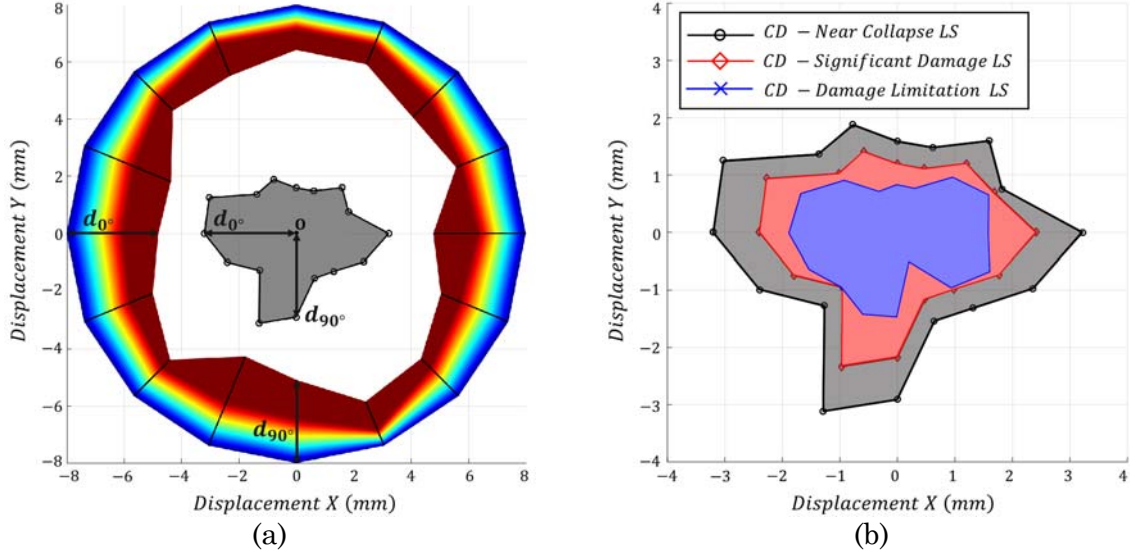 8
6
4
2
0
−2
−4
−6
−8
−8 −6 −4 −2 0 2 4 6 8
Displacement Y (mm)
Displacement X (mm)
d0°
d0°
o
d90°
d90°
(a)
4
3
2
1
0
−1
−2
−3
−4
−4 −3 −2 −1 0 1 2 3 4
Displacement Y (mm)
Displacement X (mm)
CD − Near Collapse LS
CD − Significant Damage LS
CD − Damage Limitation LS
(b)